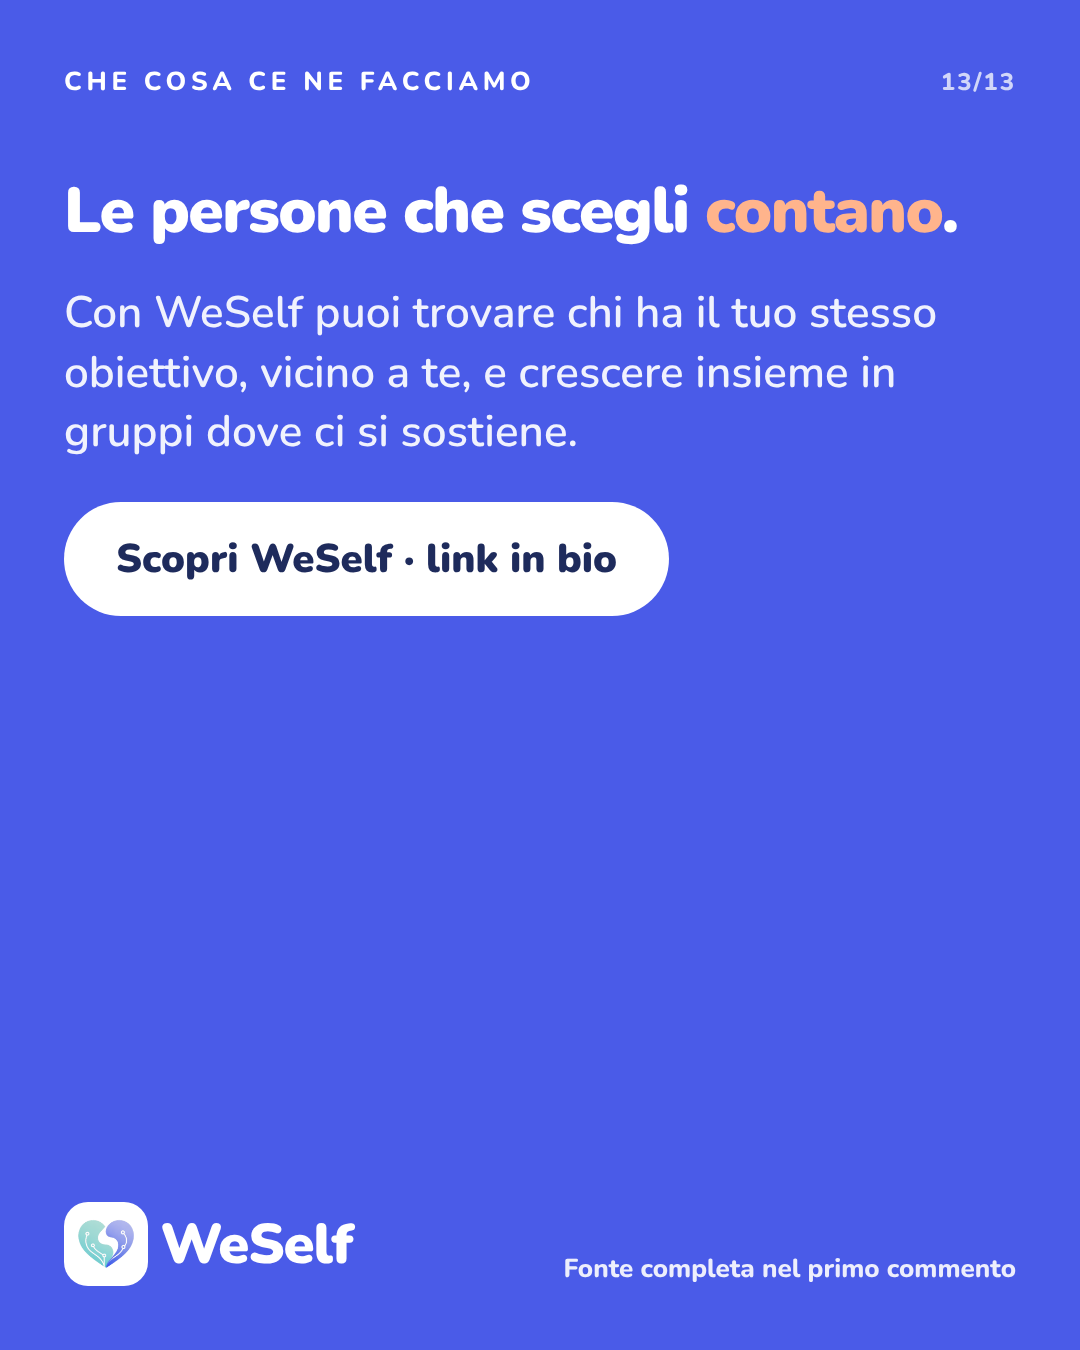 CHE COSA CE NE FACCIAMO
13/13
Le persone che scegli contano.
Con WeSelf puoi trovare chi ha il tuo stesso
obiettivo, vicino a te, e crescere insieme in
gruppi dove ci si sostiene.
Scopri WeSelf · link in bio
WeSelf
Fonte completa nel primo commento